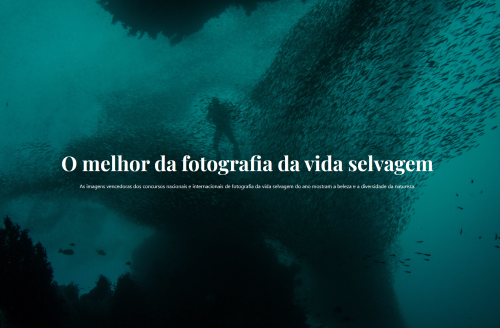 O melhor da fotografia da vida selvagem
As imagens vencedoras dos concursos nacionais e internacionais de fotografia da vida selvagem do ano mostram a beleza e a diversidade da natureza.